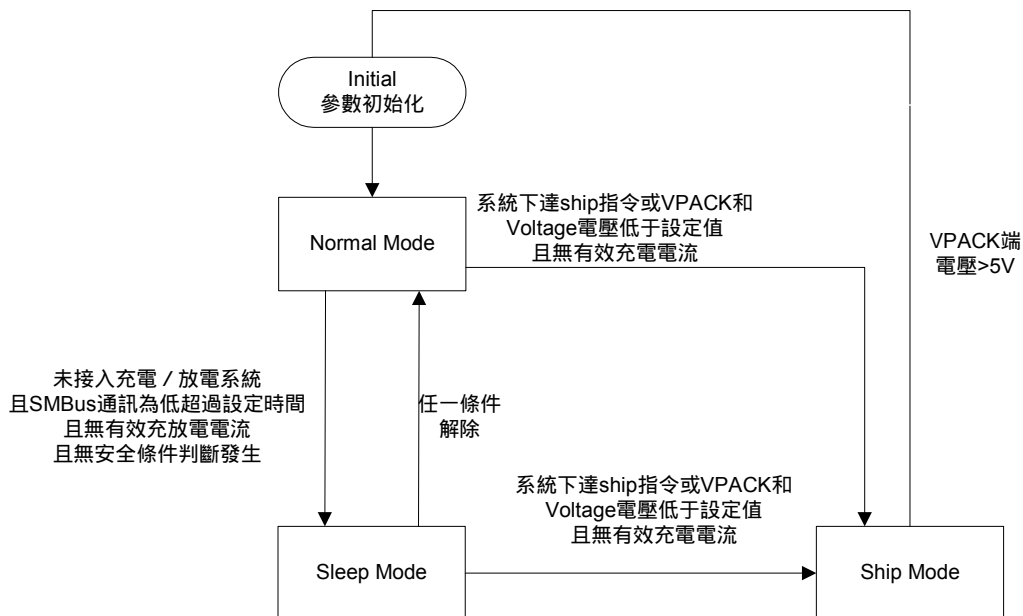 Initial
參數初始化
Normal Mode
系統下達ship指令或VPACK和
Voltage電壓低于設定值
且無有效充電電流
VPACK端
電壓>5V
未接入充電／放電系統
且SMBus通訊為低超過設定時間
且無有效充放電電流
且無安全條件判斷發生
任一條件
解除
系統下達ship指令或VPACK和
Voltage電壓低于設定值
且無有效充電電流
Sleep Mode
Ship Mode